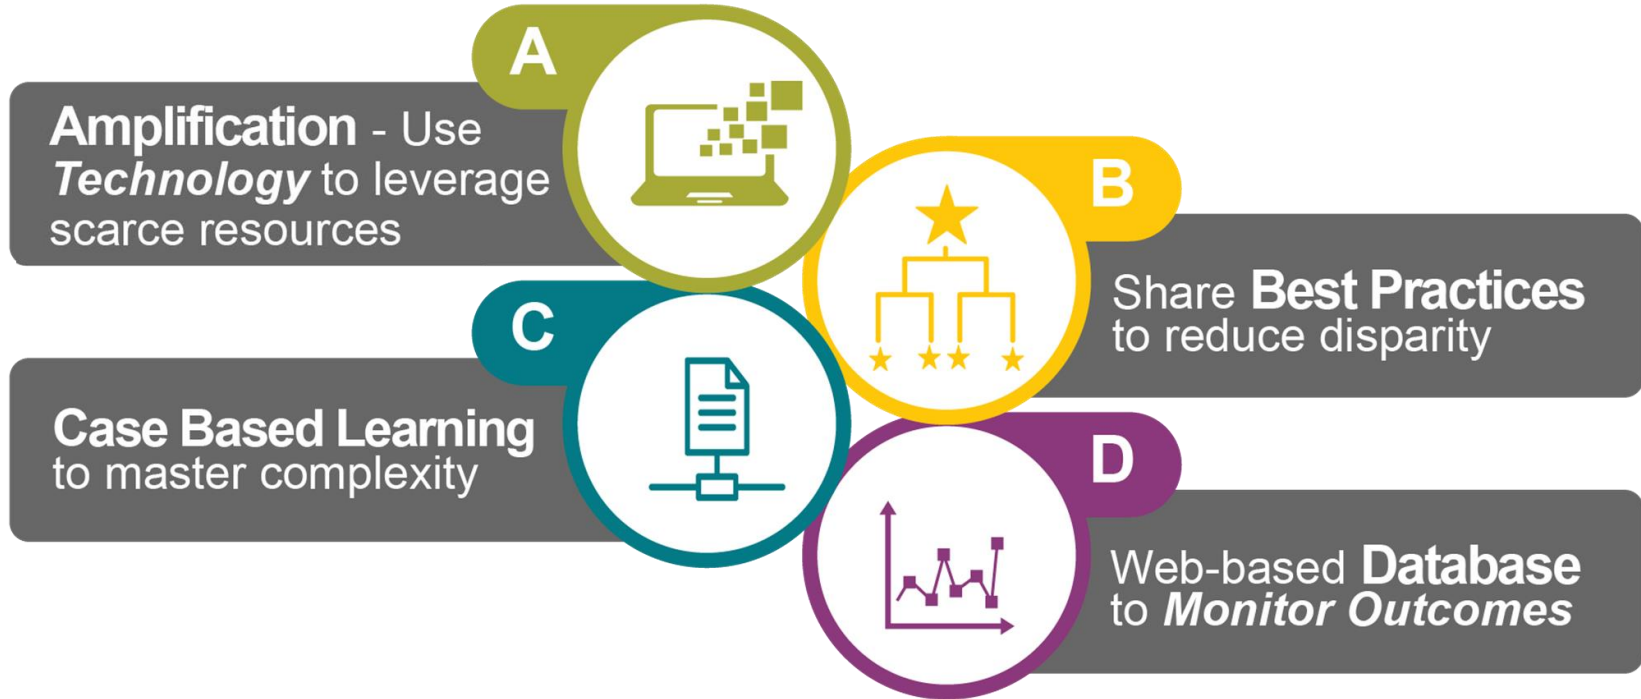 A
Amplification - Use
Technology to leverage
scarce resources
B
Share Best Practices
to reduce disparity
C
Case Based Learning
to master complexity
D
Web-based Database
to Monitor Outcomes